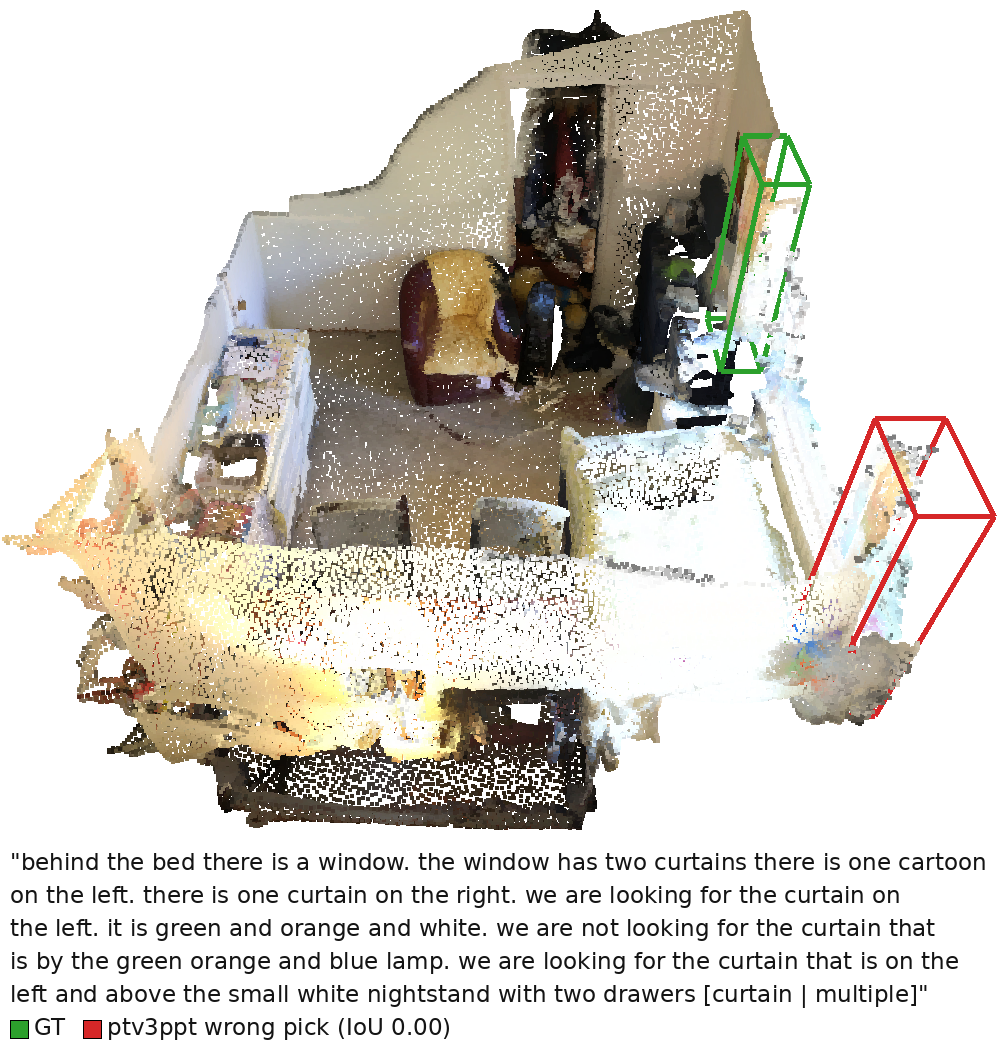 "behind the bed there is a window. the window has two curtains there is one cartoon
on the left. there is one curtain on the right. we are looking for the curtain on
the left. it is green and orange and white. we are not looking for the curtain that
is by the green orange and blue lamp. we are looking for the curtain that is on the
left and above the small white nightstand with two drawers [curtain | multiple]"
GT ptv3ppt wrong pick (IoU 0.00)